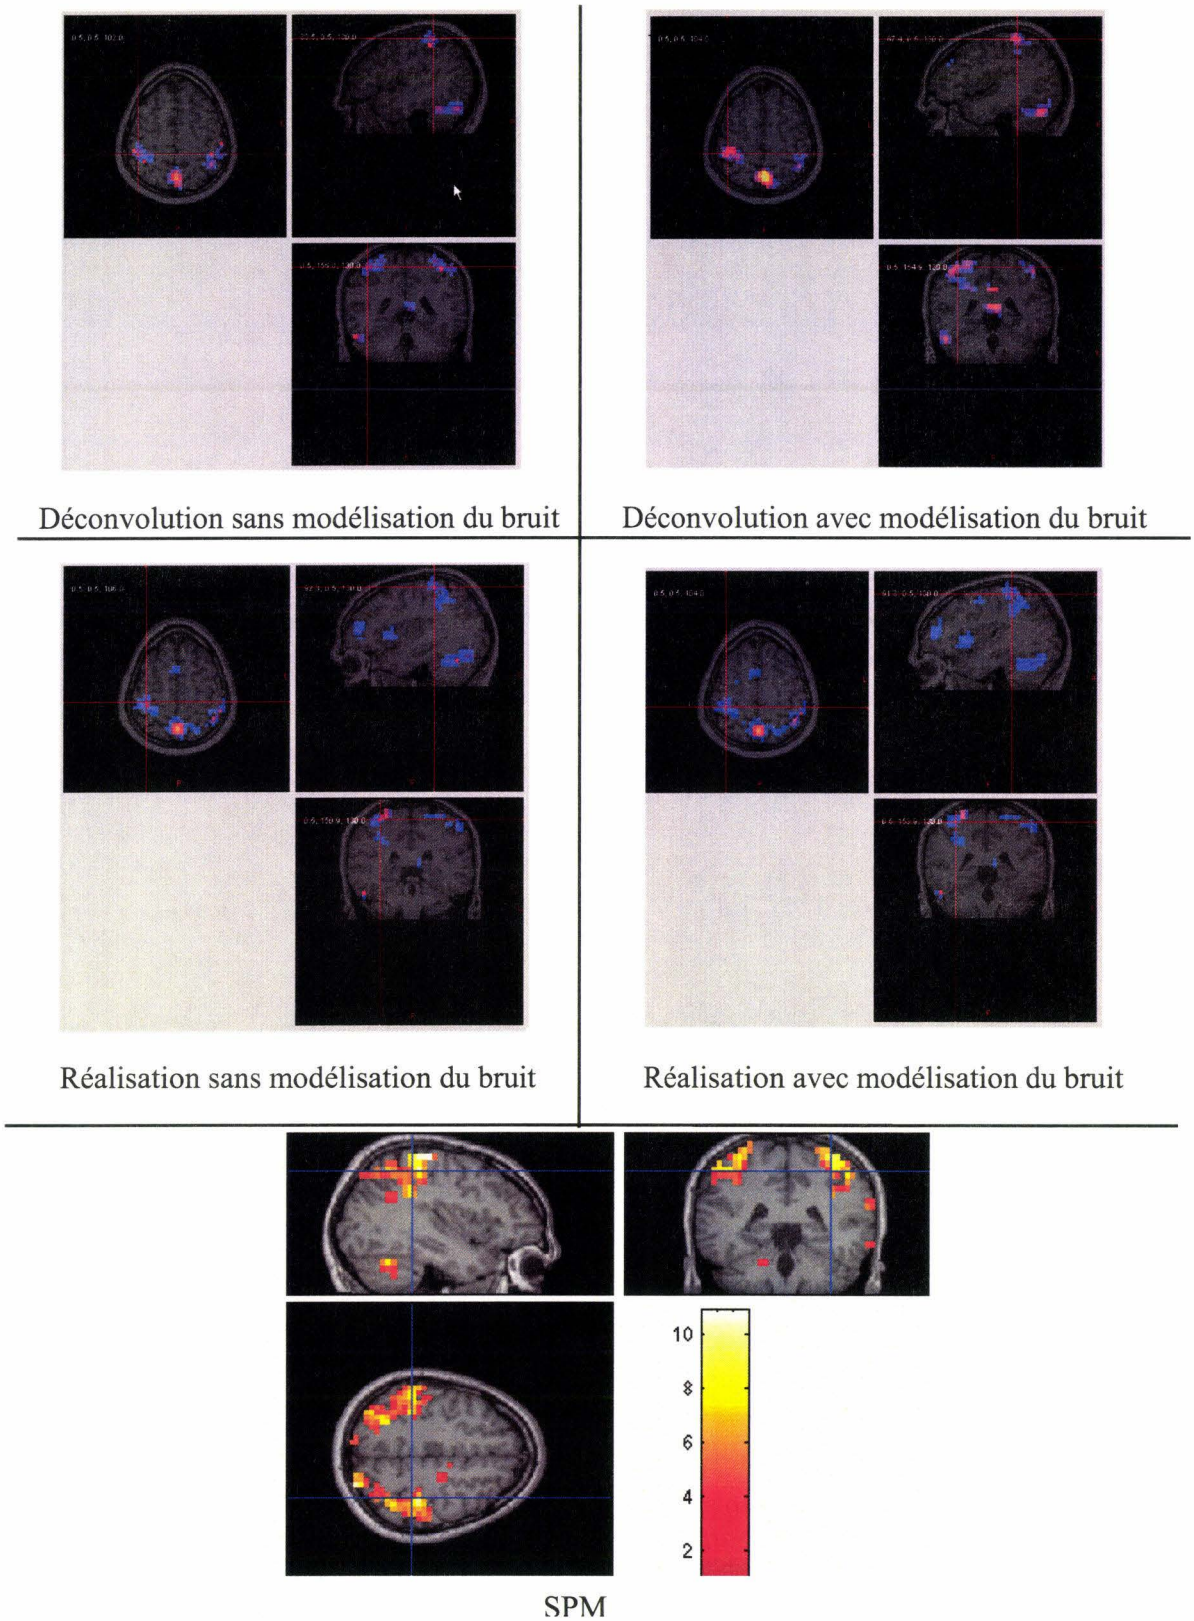 Déconvolution sans modélisation du bruit
Déconvolution avec modélisation du bruit
Réalisation sans modélisation du bruit
Réalisation avec modélisation du bruit
10
8
6
4
2
SPM